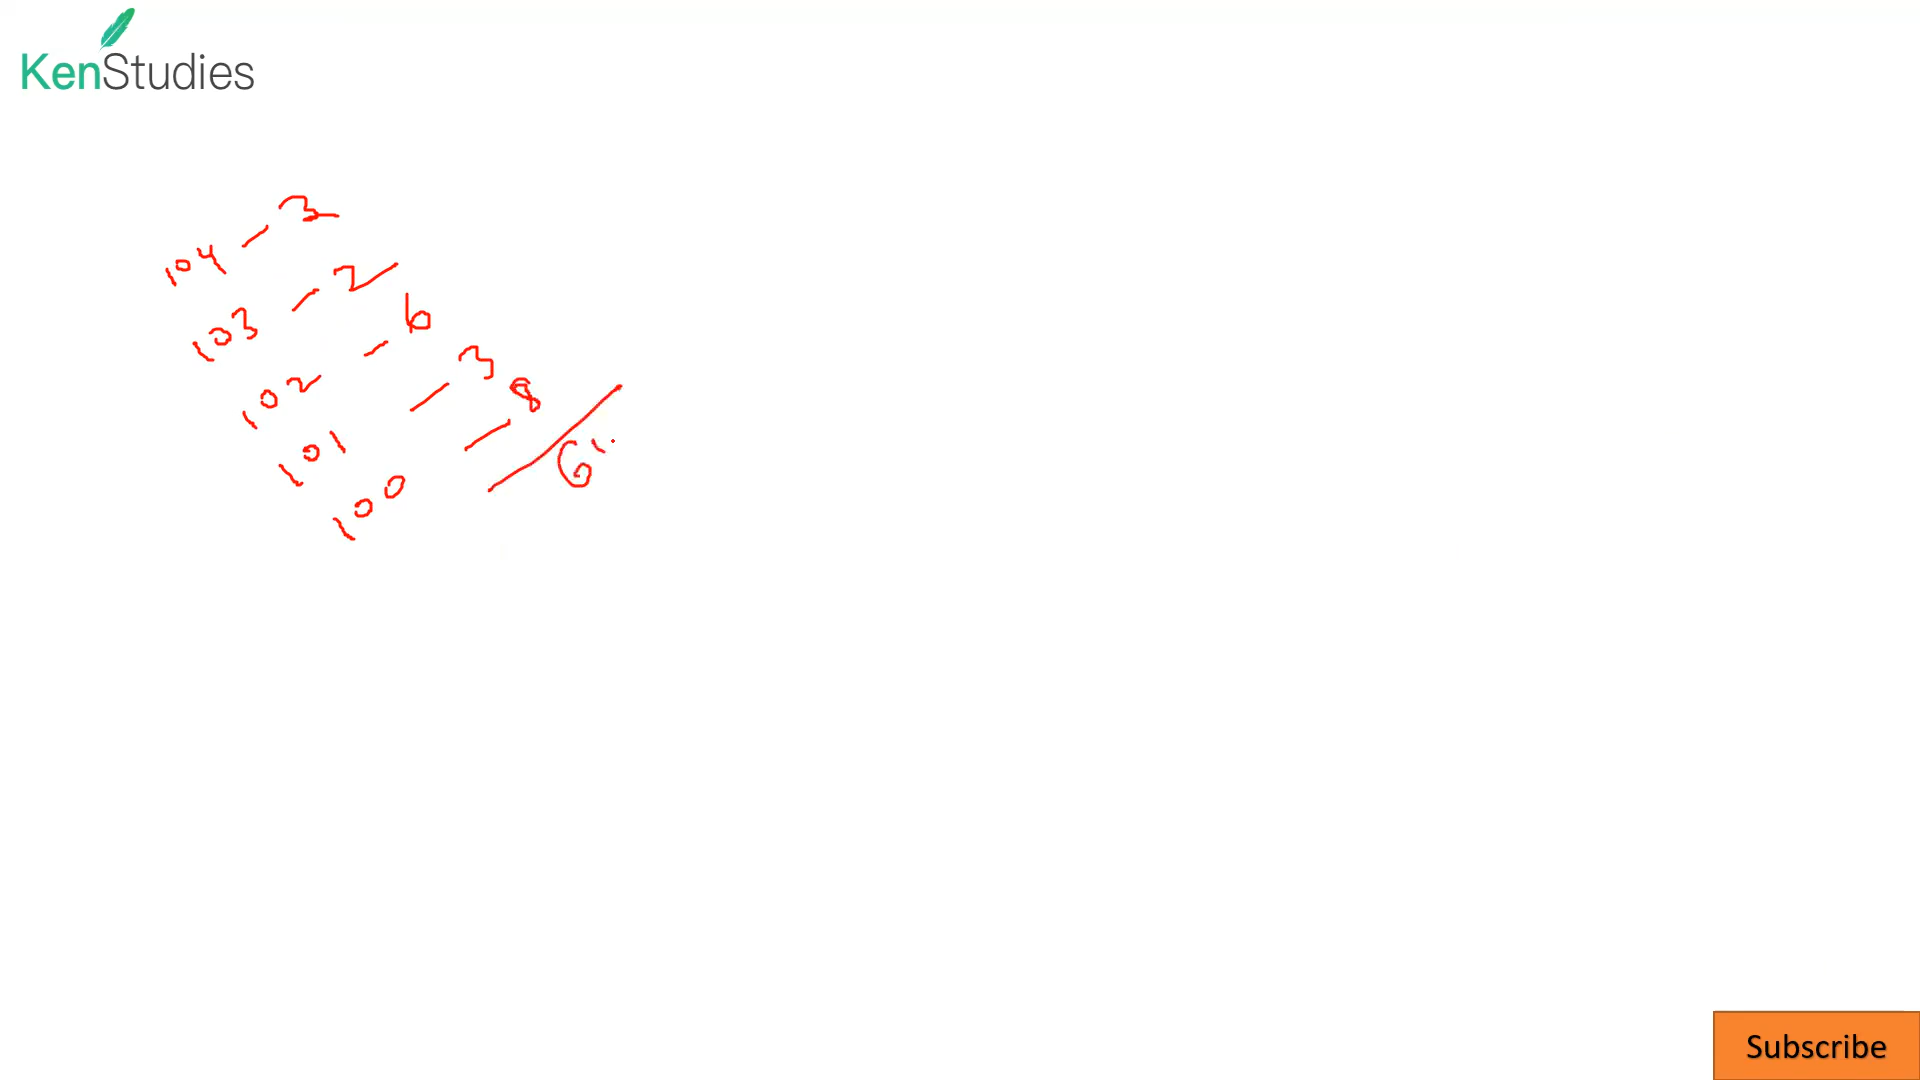 KenStudies
104 - 3
103 - 2
102 - 6
101 - 3
100 - 8
Subscribe